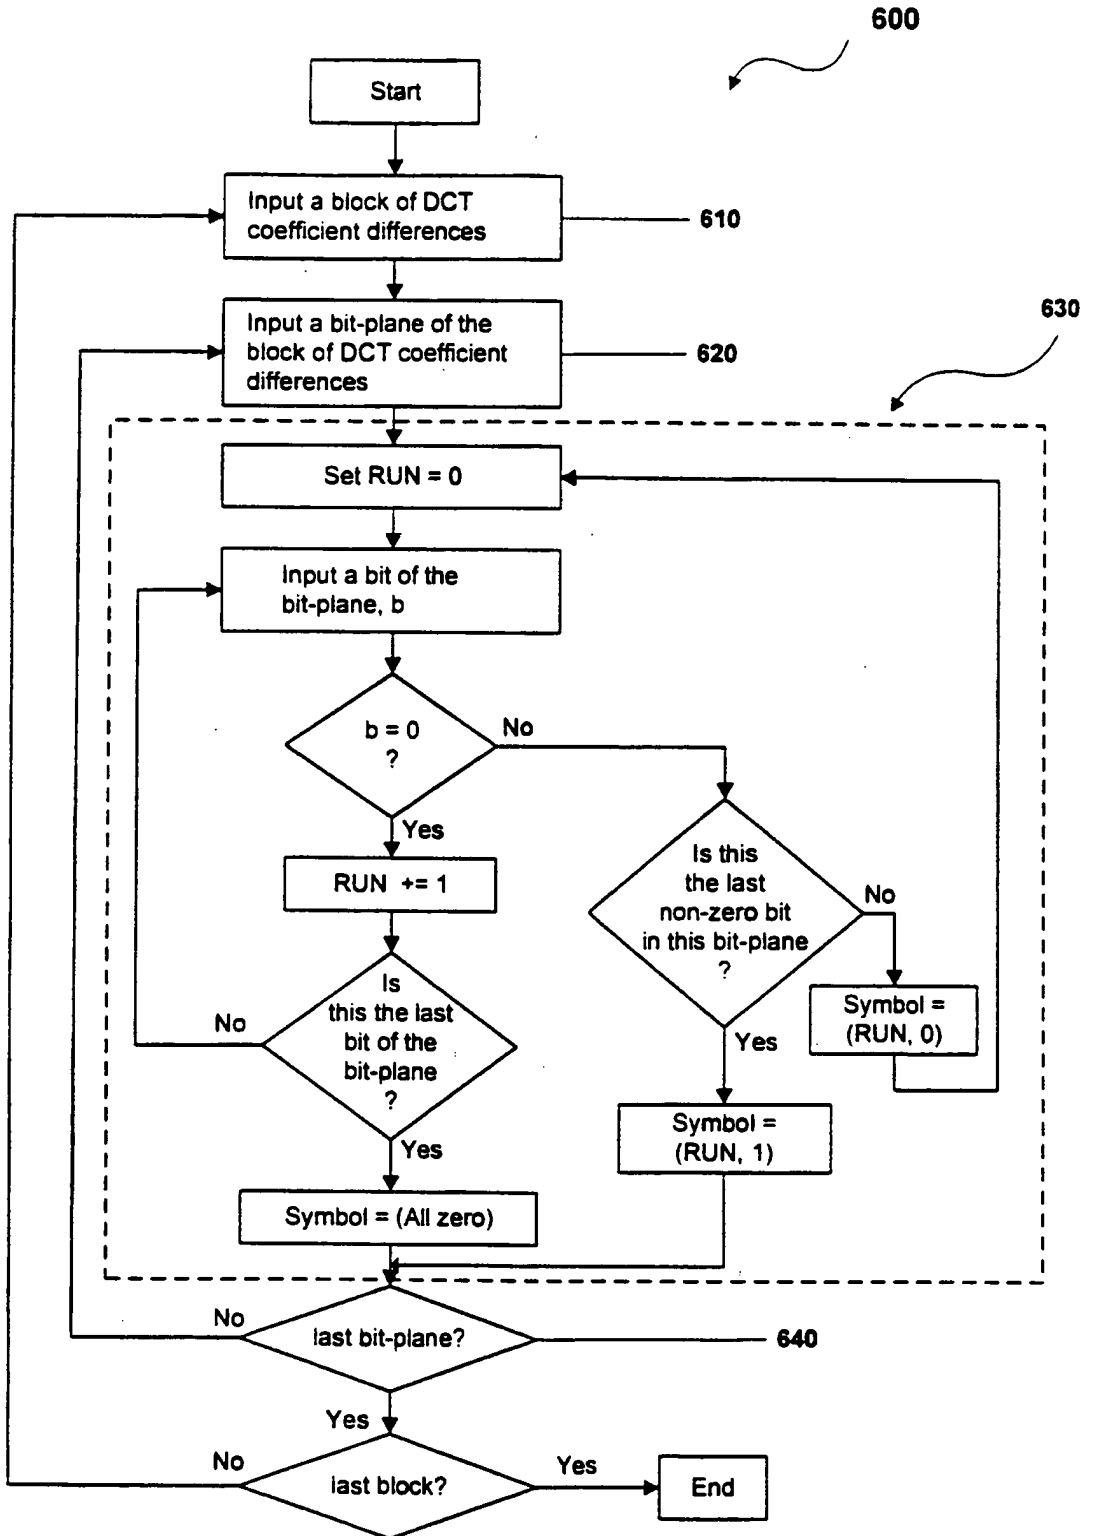 600
Start
Input a block of DCT
coefficient differences
610
Input a bit-plane of the
block of DCT coefficient
differences
620
630
Set RUN = 0
Input a bit of the
bit-plane, b
b = 0
?
No
Yes
RUN += 1
Is this
the last
non-zero bit
in this bit-plane
?
No
Symbol =
(RUN, 0)
Is
this the last
bit of the
bit-plane
?
No
Yes
Yes
Symbol =
(RUN, 1)
Symbol = (All zero)
last bit-plane?
No
640
Yes
last block?
No
Yes
End